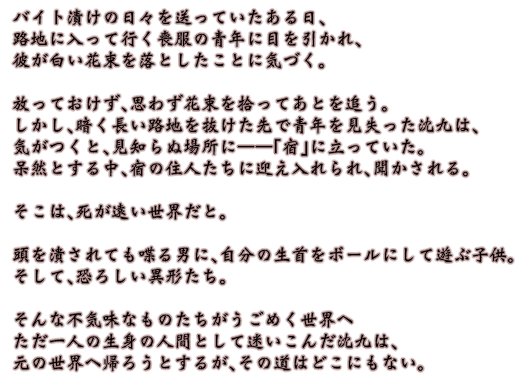 バイト漬けの日々を送っていたある日、
路地に入って行く喪服の青年に目を引かれ、
彼が白い花束を落としたことに気づく。
放っておけず、思わず花束を拾ってあとを追う。
しかし、暗く長い路地を抜けた先で青年を見失った沈九は、
気がつくと、見知らぬ場所に――「宿」に立っていた。
呆然とする中、宿の住人たちに迎え入れられ、聞かされる。
そこは、死が遠い世界だと。
頭を潰されても喋る男に、自分の生首をボールにして遊ぶ子供。
そして、恐ろしい異形たち。
そんな不気味なものたちがうごめく世界へ
ただ一人の生身の人間として迷いこんだ沈九は、
元の世界へ帰ろうとするが、その道はどこにもない。